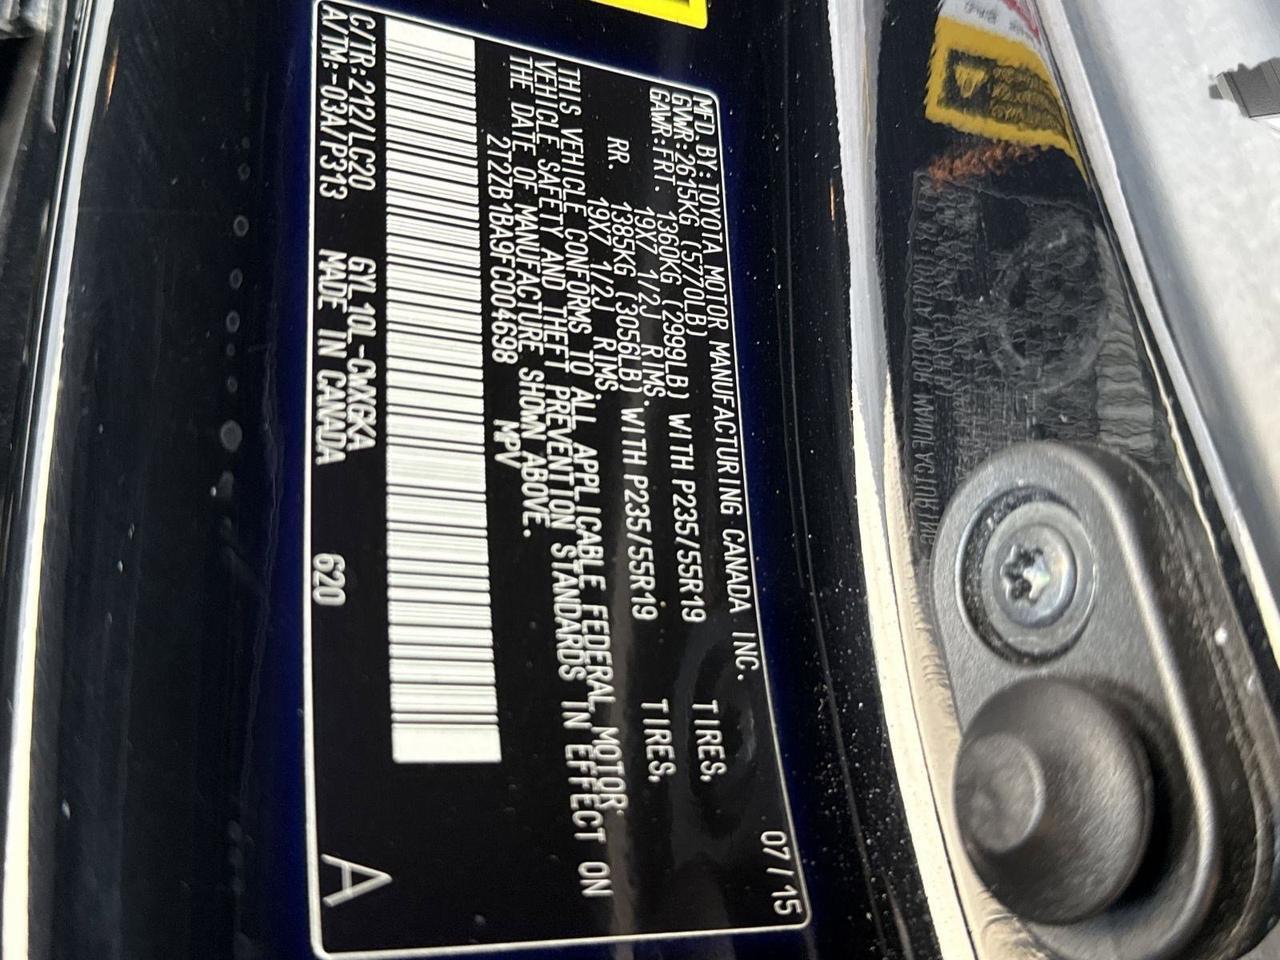 MFD.BY:TOYOTA MOTOR MANUFACTURING CANADA INC. 07/15
GVWR:2615KG (5770LB)
GAWR:FRT. 1360KG (2999LB) WITH P235/55R19 TIRES,
19X7 1/2J RIMS.
RR. 1385KG (3056LB) WITH P235/55R19 TIRES,
19X7 1/2J RIMS.
THIS VEHICLE CONFORMS TO ALL APPLICABLE FEDERAL MOTOR
VEHICLE SAFETY AND THEFT PREVENTION STANDARDS IN EFFECT ON
THE DATE OF MANUFACTURE SHOWN ABOVE.
2T2ZB1BA9FC004698 MPV
C/TR:212/LC20 GYL10L-CWXGKA
A/TM:-03A/P313 MADE IN CANADA 620
A